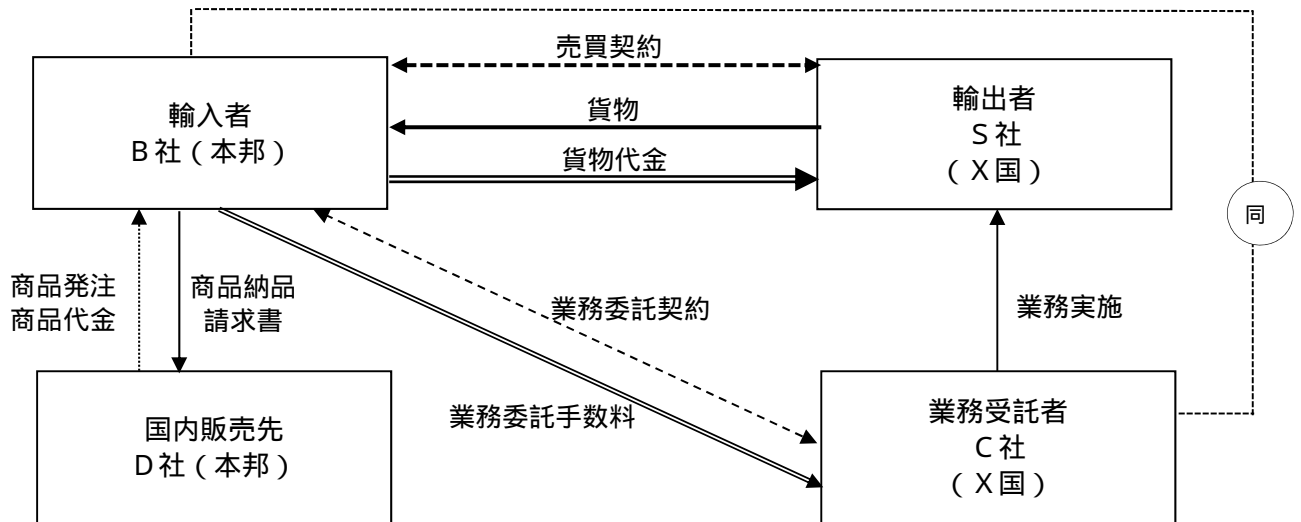 売買契約
輸入者
B社(本邦)
貨物
輸出者
S社
(X国)
貨物代金
同
商品発注
商品代金
商品納品
請求書
業務委託契約
業務実施
業務委託手数料
国内販売先
D社(本邦)
業務受託者
C社
(X国)